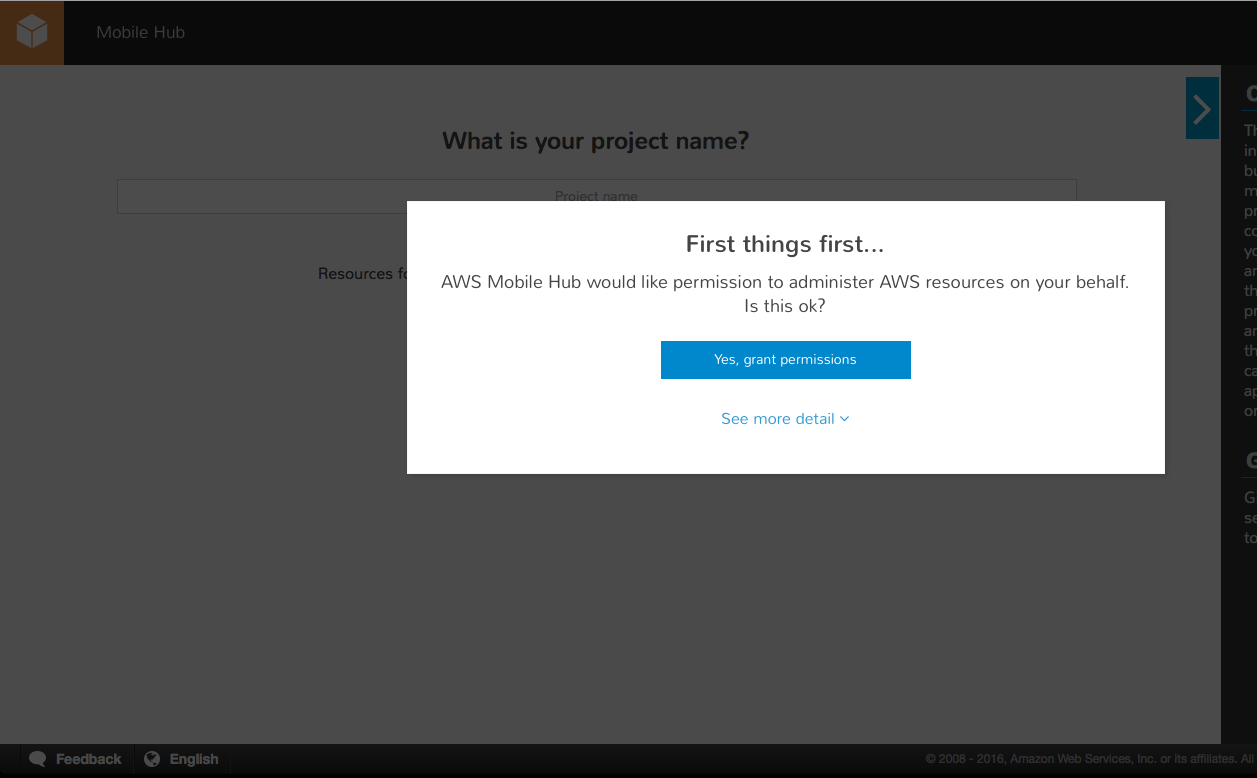 Mobile Hub
What is your project name?
Project name
Resources fo
First things first...
AWS Mobile Hub would like permission to administer AWS resources on your behalf.
Is this ok?
Yes, grant permissions
See more detail
Feedback
English
© 2008 - 2016, Amazon Web Services, Inc. or its affiliates. All